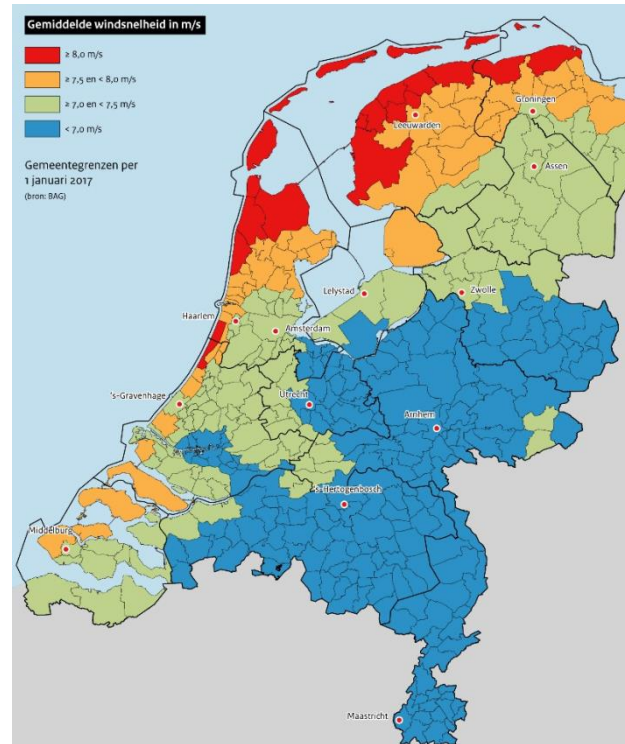 Gemiddelde windsnelheid in m/s
≥ 8,0 m/s
≥ 7,5 en < 8,0 m/s
≥ 7,0 en < 7,5 m/s
< 7,0 m/s
Gemeentegrenzen per
1 januari 2017
(bron: BAG)
Groningen
Leeuwarden
Assen
Lelystad
Zwolle
Haarlem
Amsterdam
's-Gravenhage
Utrecht
Arnhem
's-Hertogenbosch
Middelburg
Maastricht